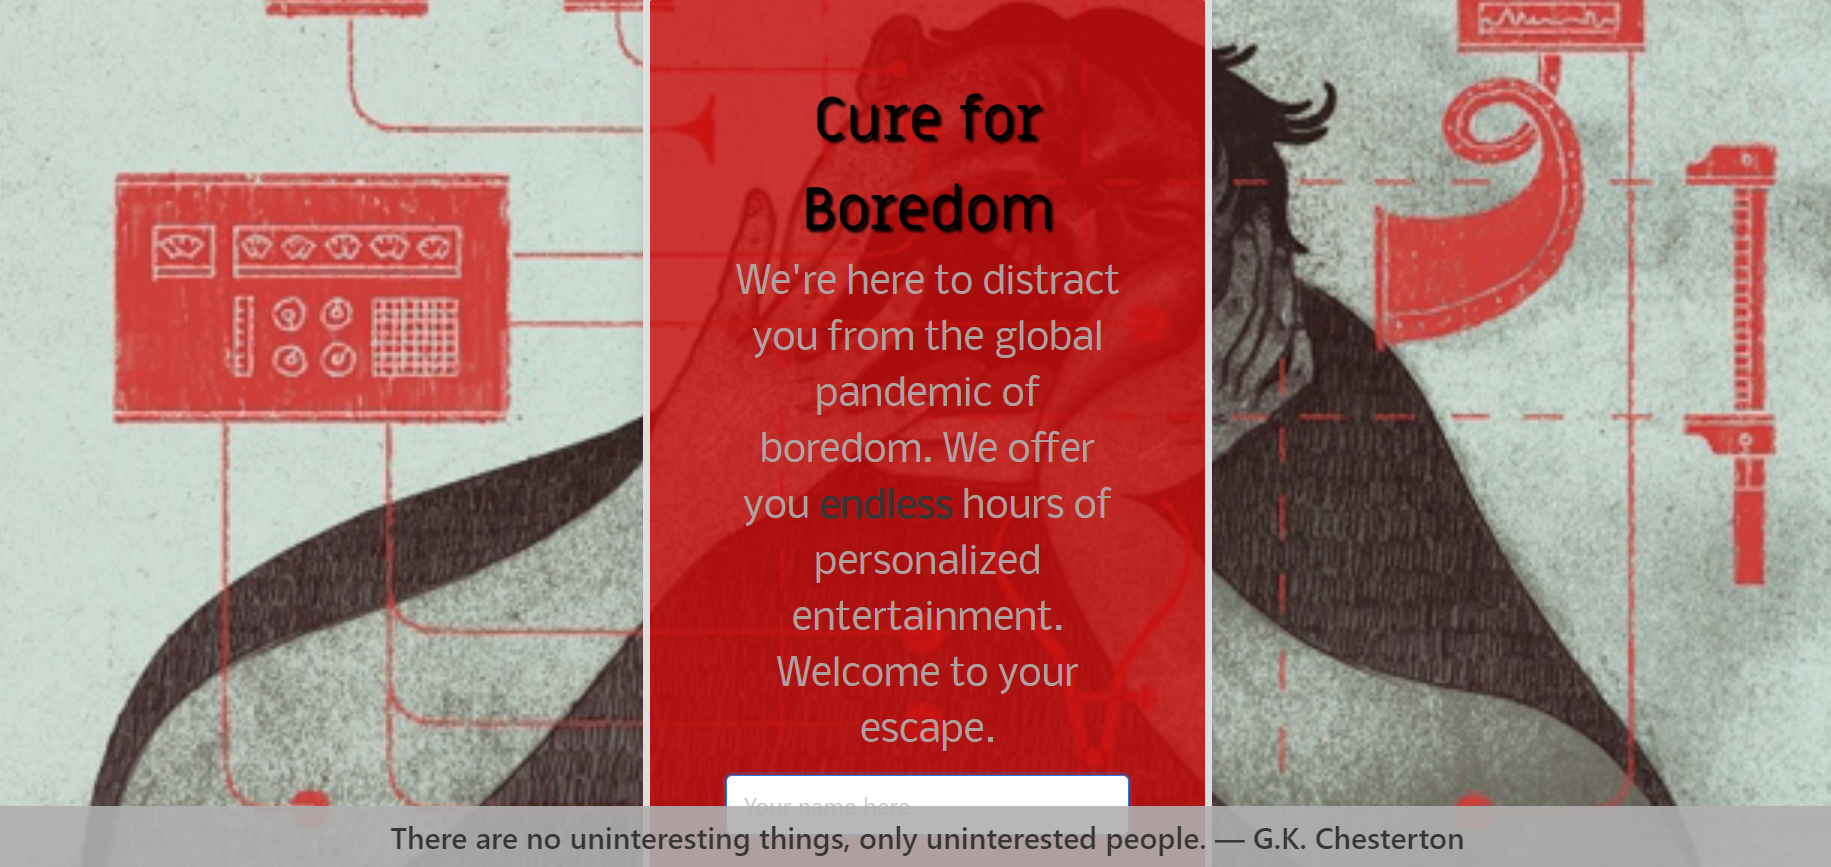 Cure for
Boredom
We're here to distract
you from the global
pandemic of
boredom. We offer
you endless hours of
personalized
entertainment.
Welcome to your
escape.
Your name here...
There are no uninteresting things, only uninterested people. — G.K. Chesterton